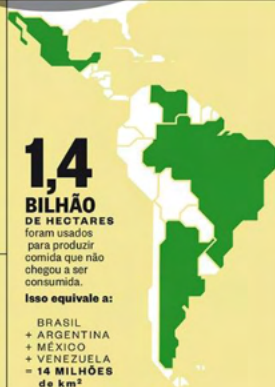 1,4
BILHÃO
DE HECTARES
foram usados
para produzir
comida que não
chegou a ser
consumida.
Isso equivale a:
BRASIL
+ ARGENTINA
+ MÉXICO
+ VENEZUELA
= 14 MILHÕES
de km²